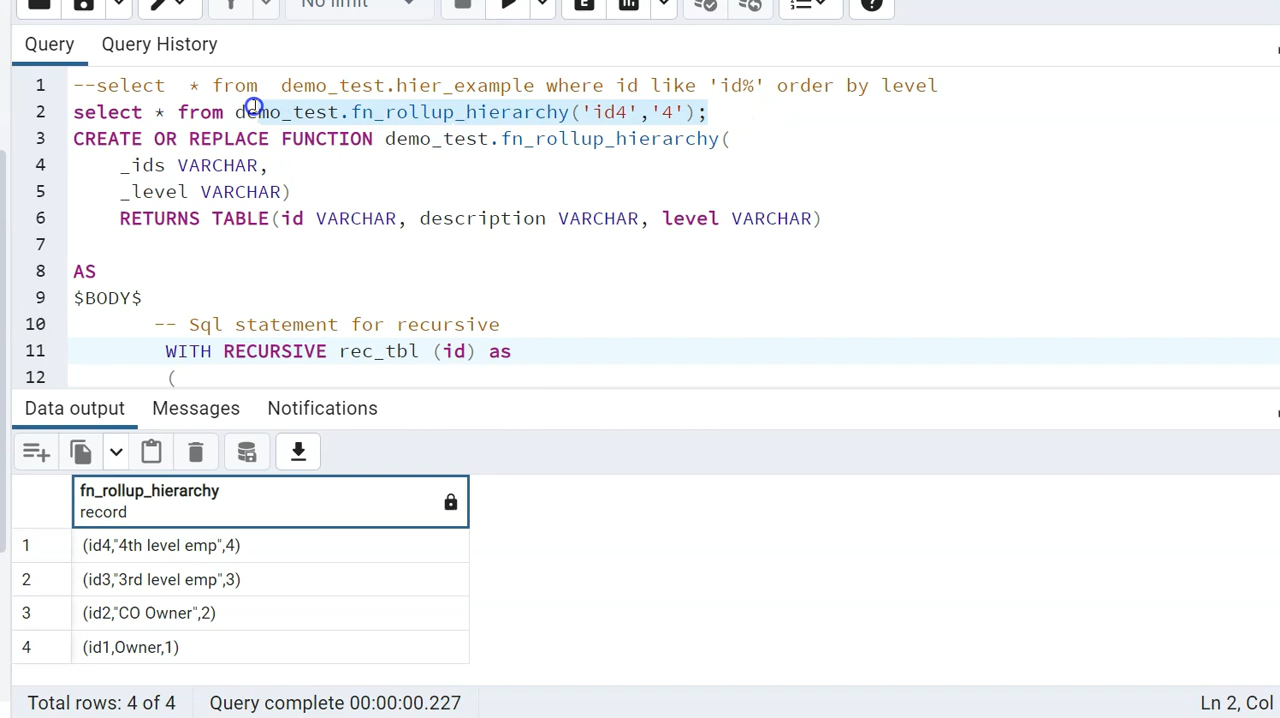 No limit
Query Query History
1 --select * from demo_test.hier_example where id like 'id%' order by level
2 select * from demo_test.fn_rollup_hierarchy('id4','4');
3 CREATE OR REPLACE FUNCTION demo_test.fn_rollup_hierarchy(
4 _ids VARCHAR,
5 _level VARCHAR)
6 RETURNS TABLE(id VARCHAR, description VARCHAR, level VARCHAR)
7
8 AS
9 $BODY$
10 -- Sql statement for recursive
11 WITH RECURSIVE rec_tbl (id) as
12 (
Data output Messages Notifications
fn_rollup_hierarchy
record
1 (id4,"4th level emp",4)
2 (id3,"3rd level emp",3)
3 (id2,"CO Owner",2)
4 (id1,Owner,1)
Total rows: 4 of 4 Query complete 00:00:00.227 Ln 2, Col